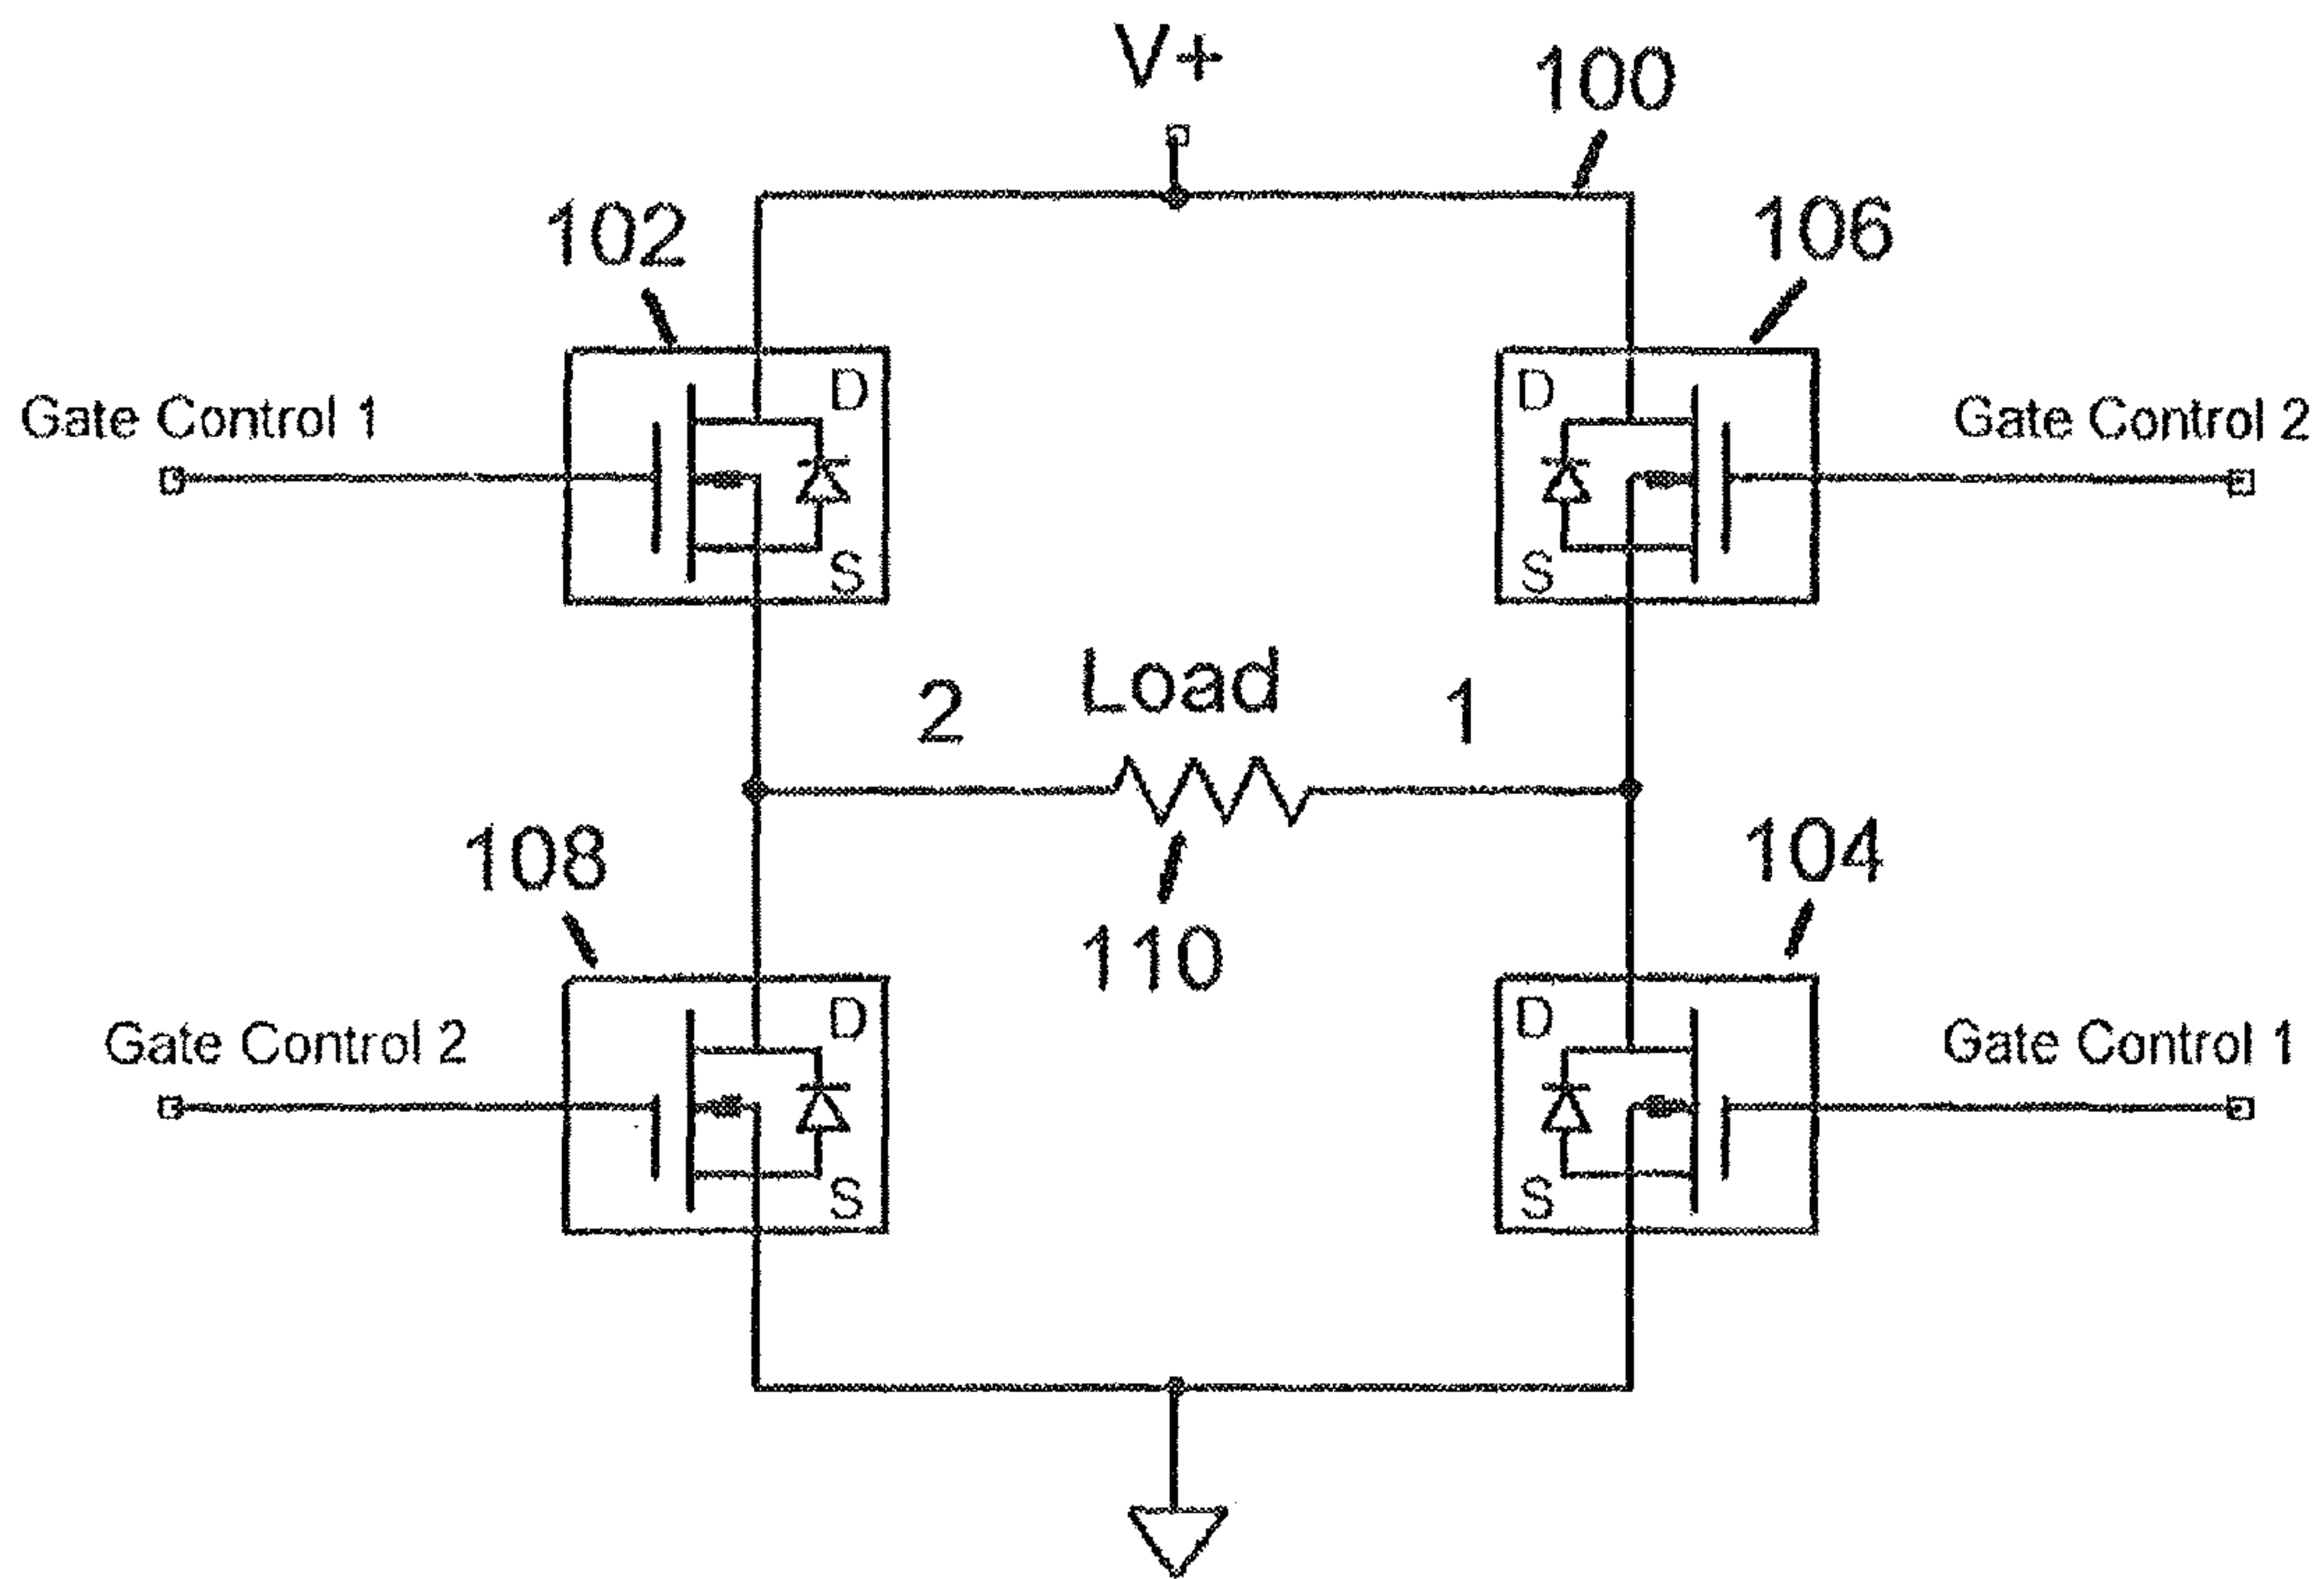 V+
100
102
106
D
D
Gate Control 1
Gate Control 2
S
S
2
Load
1
108
104
110
D
D
Gate Control 2
Gate Control 1
S
S